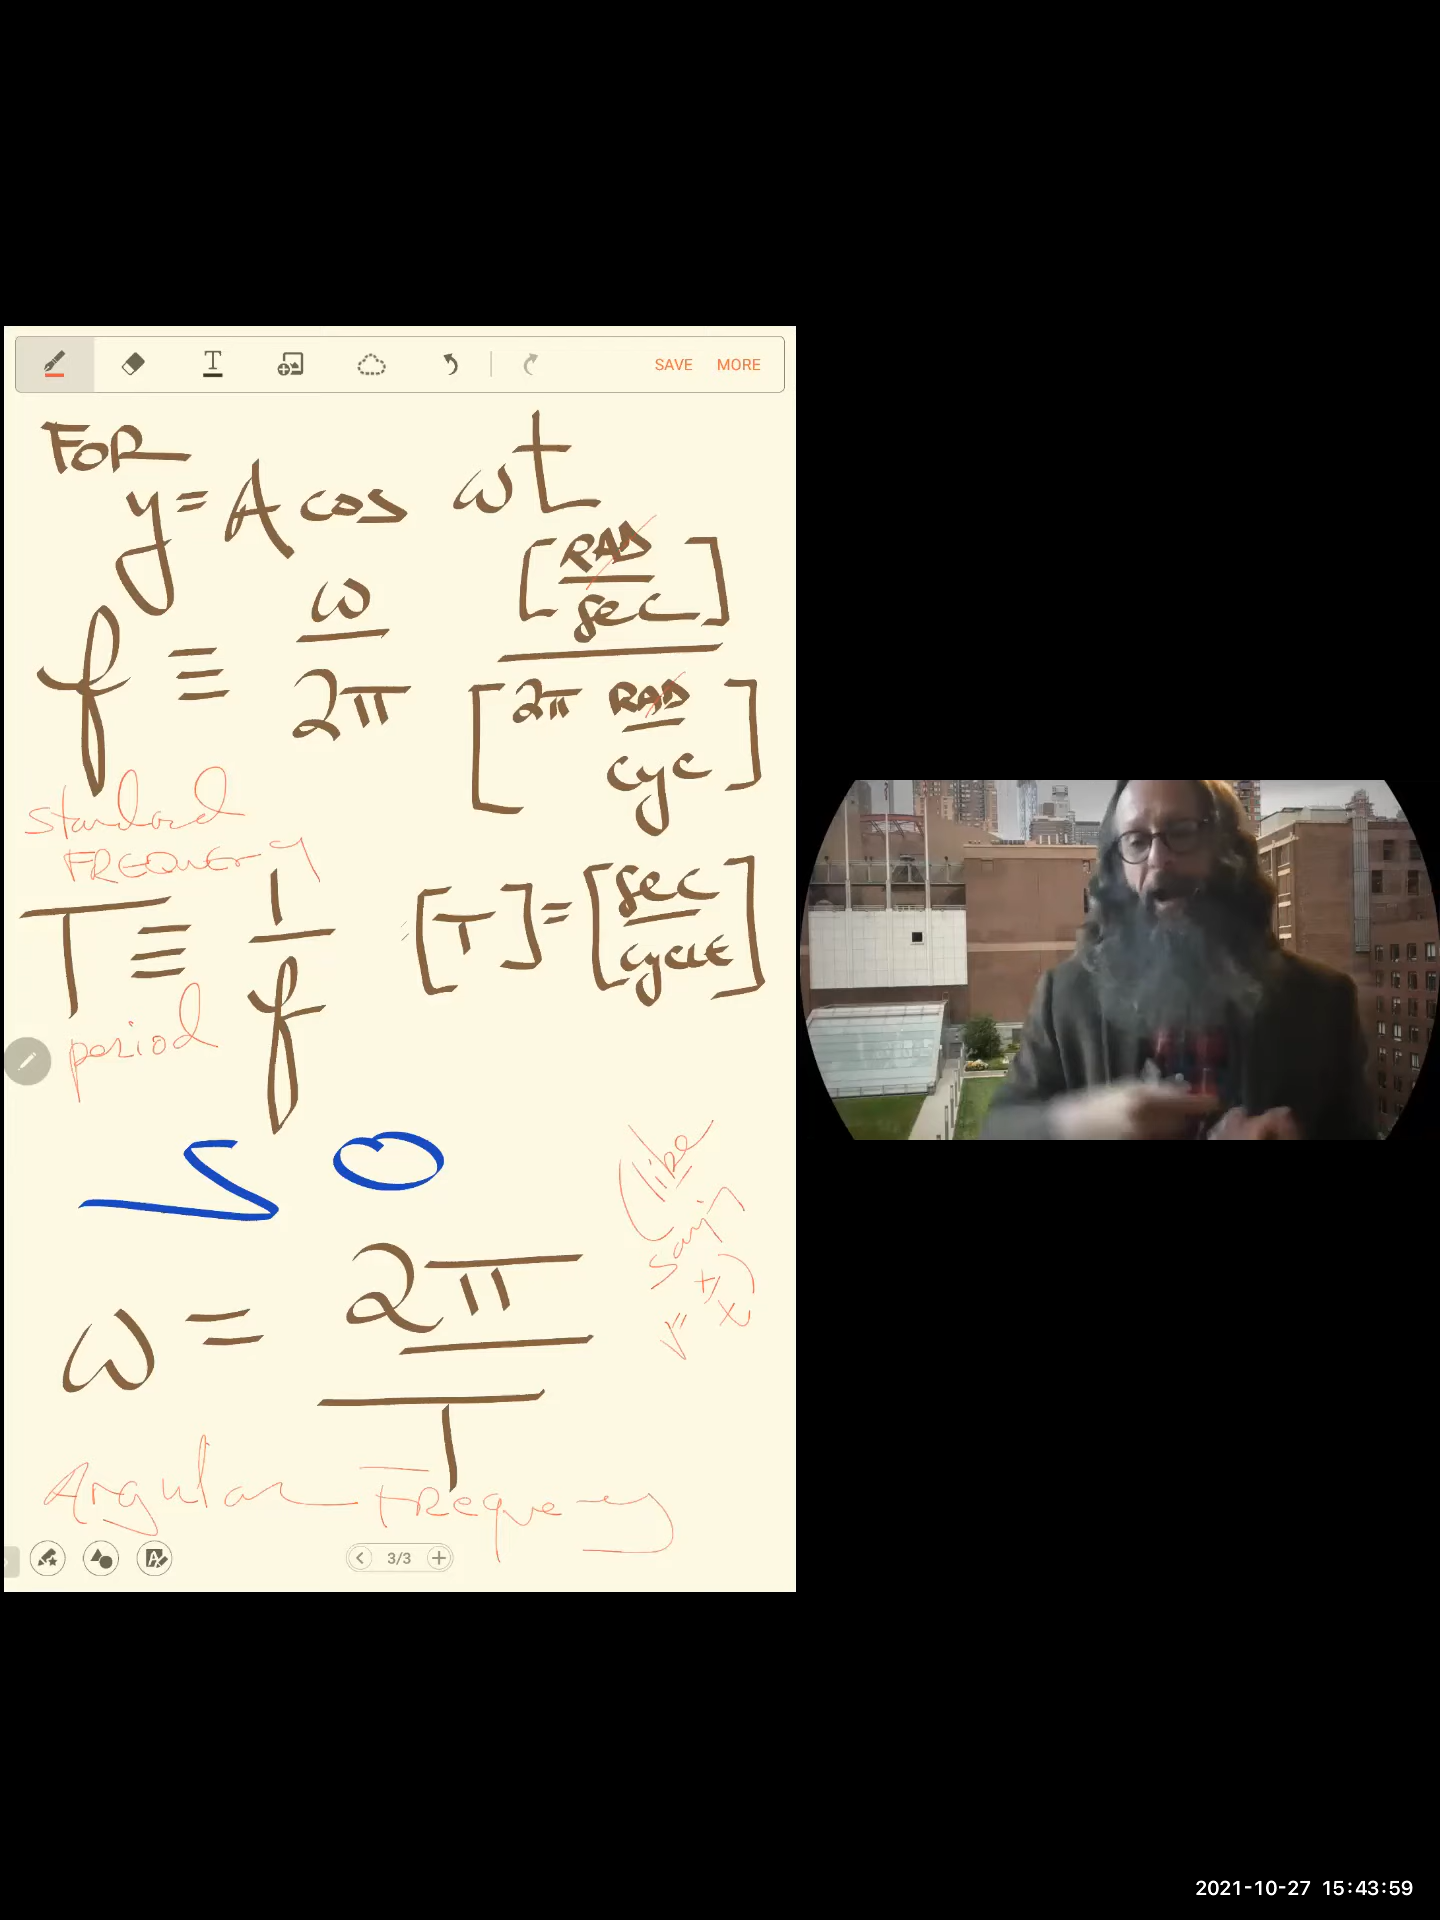 SAVE MORE
FOR
y = A cos ωt
f ≡ ω / 2π [RAD / sec] / [2π RAD / cyc]
standard
FREQUENCY
T ≡ 1 / f [T] = [sec / cycle]
period
SO
(like
sayin
v =
x)
ω = 2π / T
Angular Frequency
3/3
2021-10-27 15:43:59